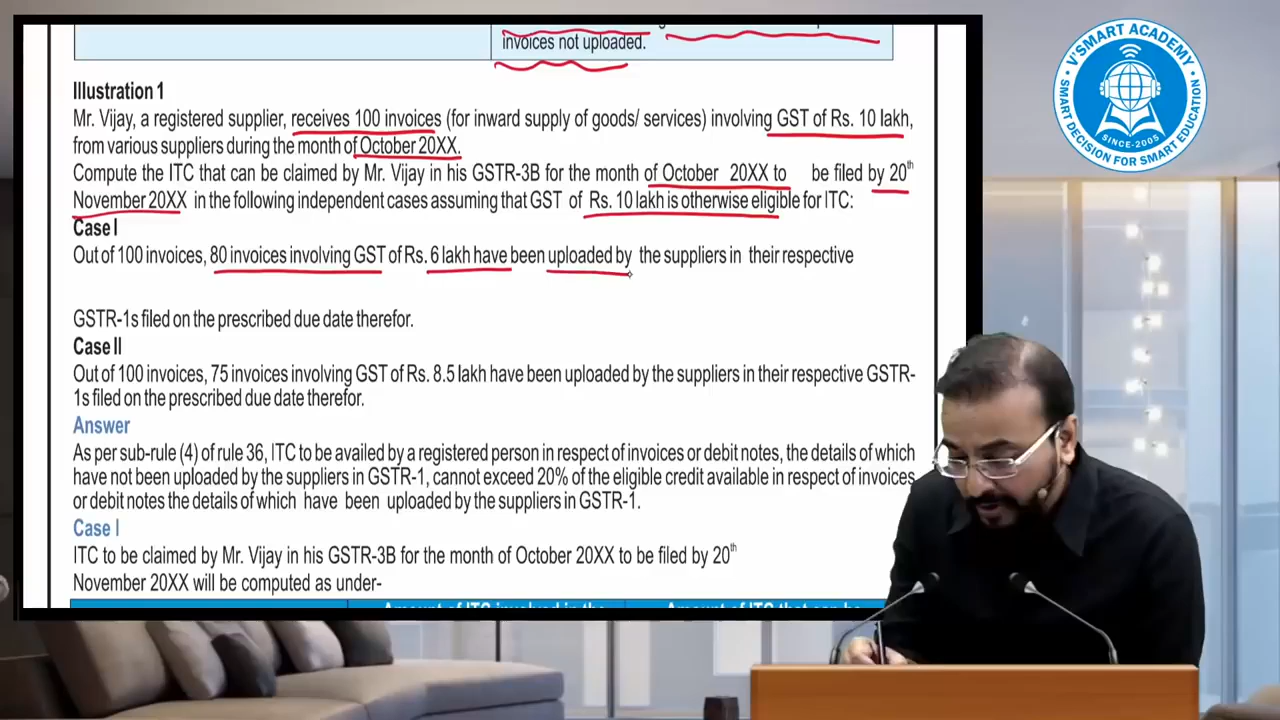 invoices not uploaded.
Illustration 1
Mr. Vijay, a registered supplier, receives 100 invoices (for inward supply of goods/ services) involving GST of Rs. 10 lakh,
from various suppliers during the month of October 20XX.
Compute the ITC that can be claimed by Mr. Vijay in his GSTR-3B for the month of October 20XX to be filed by 20th
November 20XX in the following independent cases assuming that GST of Rs. 10 lakh is otherwise eligible for ITC:
Case I
Out of 100 invoices, 80 invoices involving GST of Rs. 6 lakh have been uploaded by the suppliers in their respective
GSTR-1s filed on the prescribed due date therefor.
Case II
Out of 100 invoices, 75 invoices involving GST of Rs. 8.5 lakh have been uploaded by the suppliers in their respective GSTR-
1s filed on the prescribed due date therefor.
Answer
As per sub-rule (4) of rule 36, ITC to be availed by a registered person in respect of invoices or debit notes, the details of which
have not been uploaded by the suppliers in GSTR-1, cannot exceed 20% of the eligible credit available in respect of invoices
or debit notes the details of which have been uploaded by the suppliers in GSTR-1.
Case I
ITC to be claimed by Mr. Vijay in his GSTR-3B for the month of October 20XX to be filed by 20th
November 20XX will be computed as under-
Amount of ITC involved in the
Amount of ITC that can be
V'SMART ACADEMY
SINCE-2005
SMART DECISION FOR SMART EDUCATION